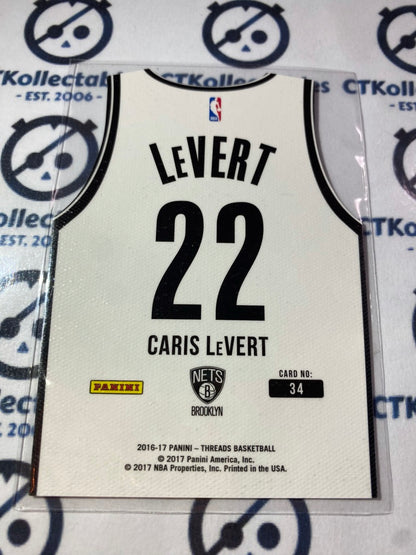 CTKollectables
- EST. 2006 -
CTKollectables
LeVERT
22
CARIS LeVERT
PANINI
NETS
B
BROOKLYN
CARD NO:
34
2016-17 PANINI – THREADS BASKETBALL
© 2017 Panini America, Inc.
© 2017 NBA Properties, Inc. Printed in the USA.